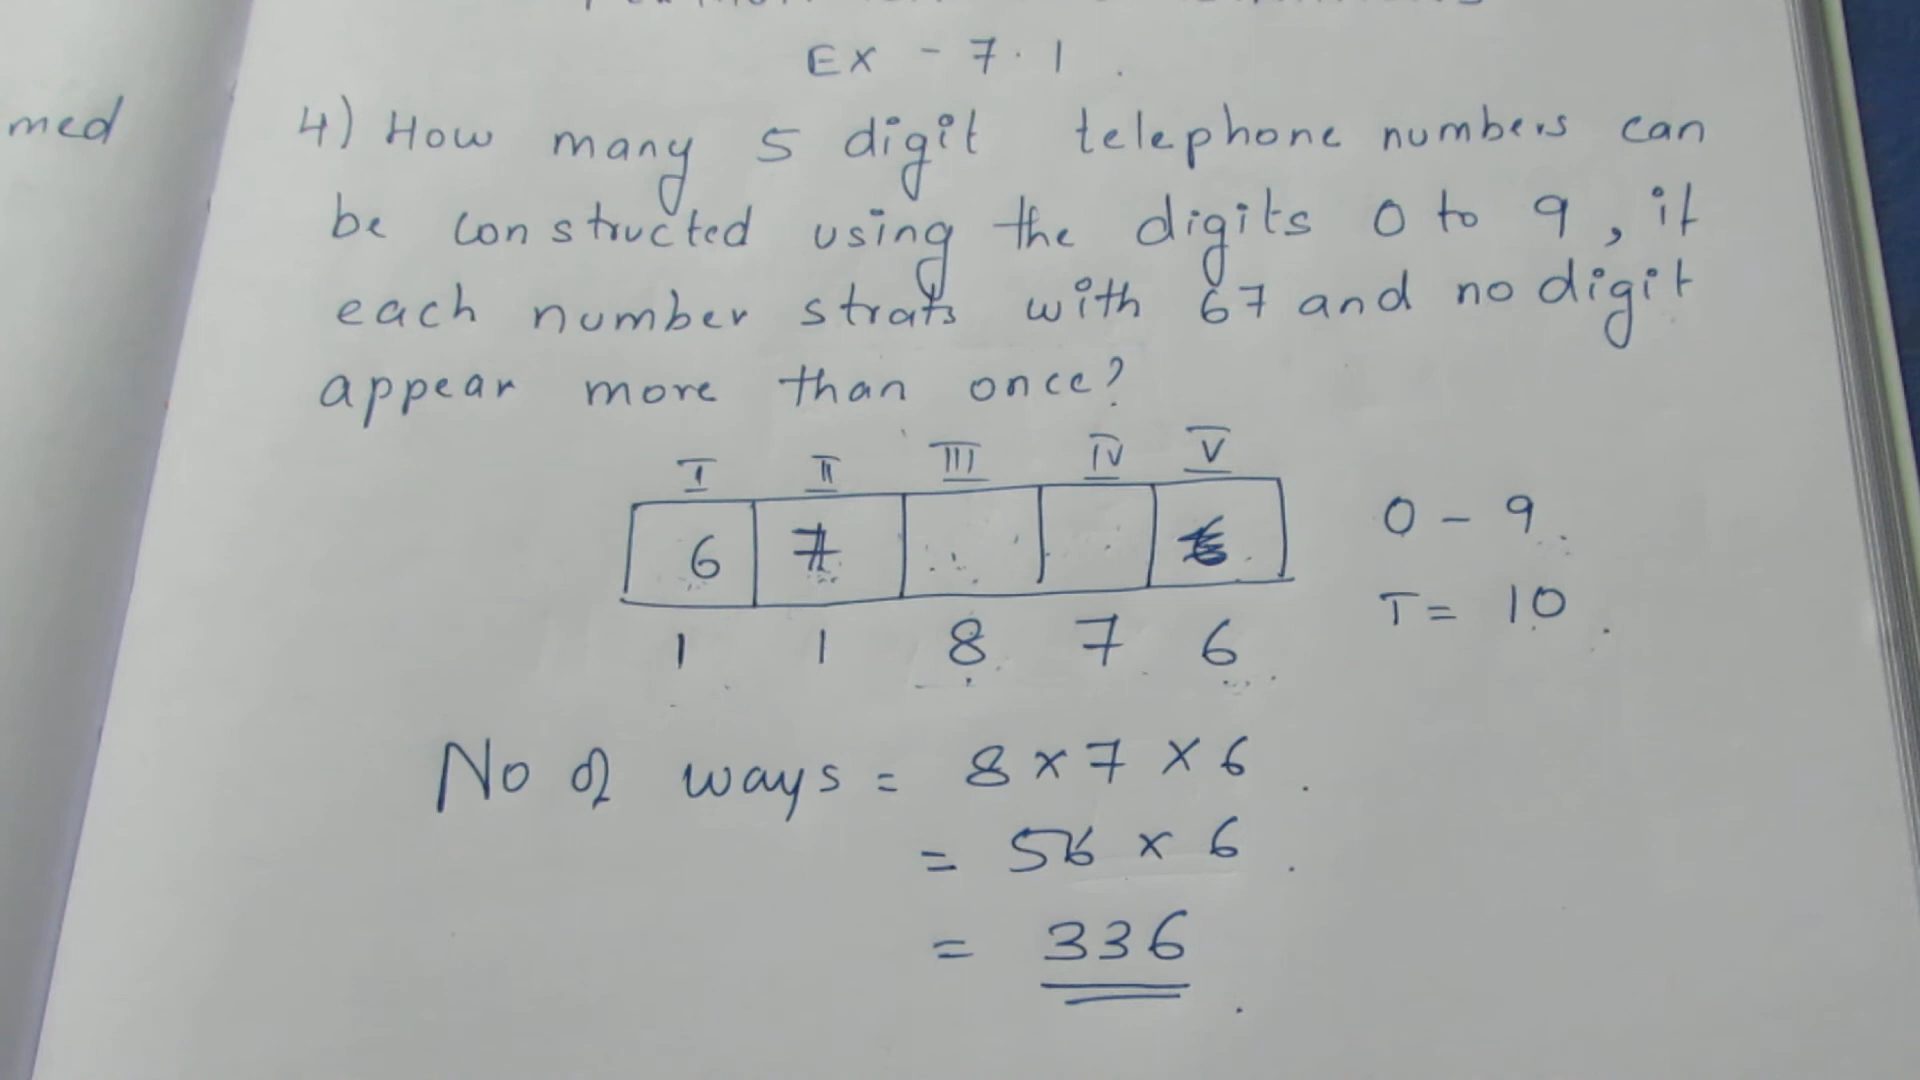 Ex - 7.1
med
4) How many 5 digit telephone numbers can
be constructed using the digits 0 to 9, if
each number strats with 67 and no digit
appear more than once?
I II III IV V
6 7
0 - 9
T = 10
1 1 8 7 6
No of ways = 8 x 7 x 6
= 56 x 6
= 336